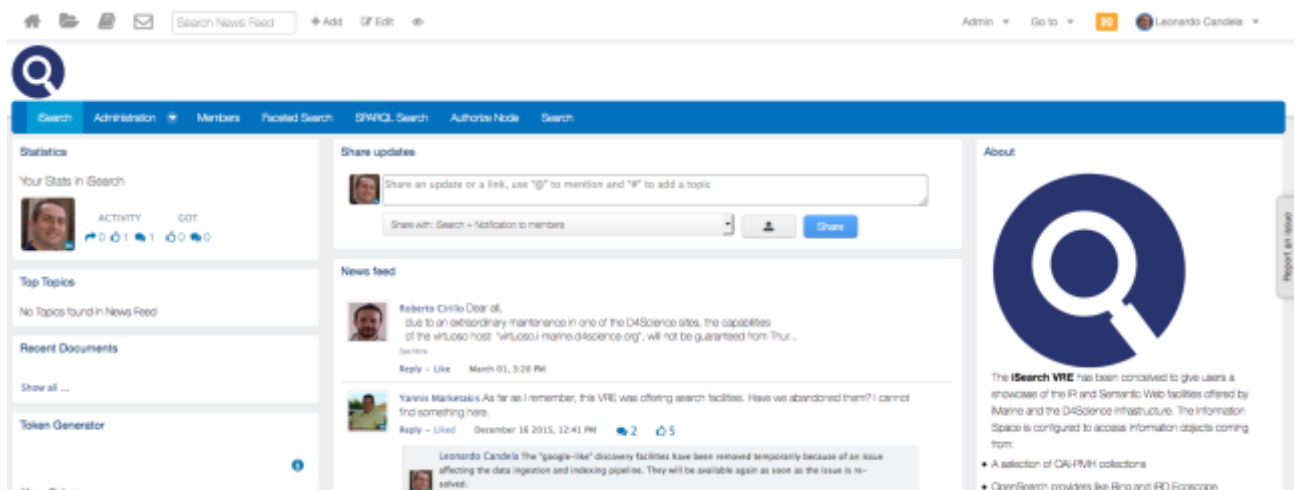 Search News Feed
Add
Edit
Admin
Go to
20
Leonardo Candela
iSearch
Administration
Members
Faceted Search
SPARQL Search
Authorize Node
Search
Statistics
Your Stats in iSearch
ACTIVITY GOT
0 1 1 0 0
Top Topics
No Topics found in News Feed
Recent Documents
Show all ...
Token Generator
Share updates
Share an update or a link, use "@" to mention and "#" to add a topic
Share with: iSearch + Notification to members
Share
News feed
Roberto Cirillo Dear all,
due to an extraordinary maintenance in one of the D4Science sites, the capabilities
of the virtuoso host: "virtuoso.i-marine.d4science.org", will not be guaranteed from Thur...
See More
Reply - Like March 01, 3:20 PM
Yannis Marketakis As far as I remember, this VRE was offering search facilities. Have we abandoned them? I cannot
find something here.
Reply - Liked December 16 2015, 12:41 PM 2 5
Leonardo Candela The "google-like" discovery facilities have been removed temporarily because of an issue
affecting the data ingestion and indexing pipeline. They will be available again as soon as the issue is re-
solved.
About
The iSearch VRE has been conceived to give users a
showcase of the IR and Semantic Web facilities offered by
iMarine and the D4Science infrastructure. The Information
Space is configured to access information objects coming
from:
A selection of OAI-PMH collections
OpenSearch providers like Bing and IRD Ecoscope
Report an issue